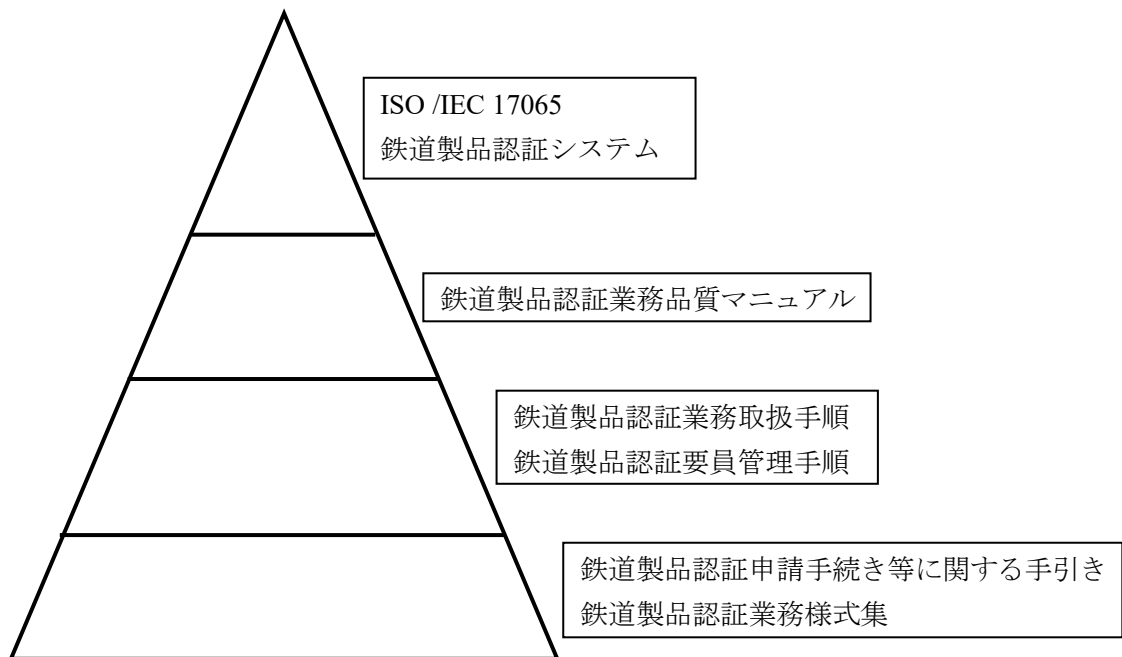 ISO /IEC 17065
鉄道製品認証システム
鉄道製品認証業務品質マニュアル
鉄道製品認証業務取扱手順
鉄道製品認証要員管理手順
鉄道製品認証申請手続き等に関する手引き
鉄道製品認証業務様式集